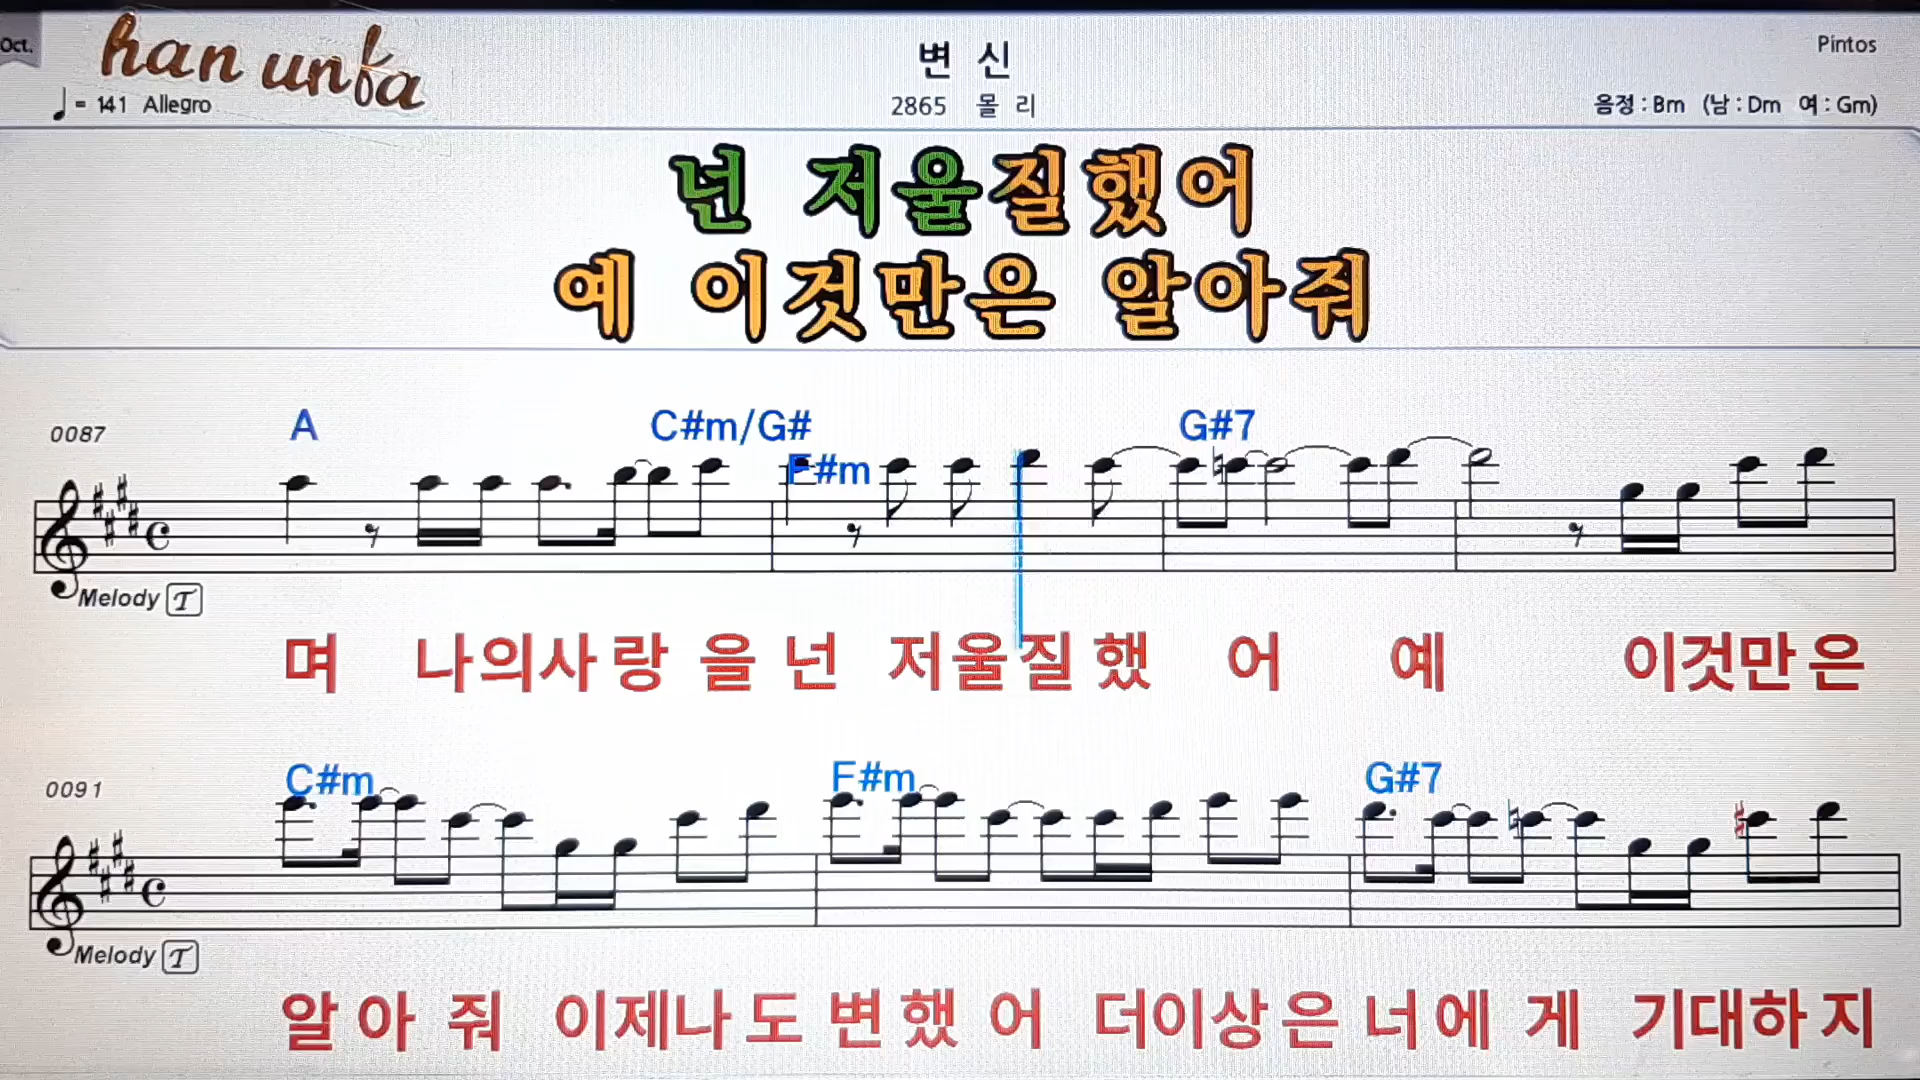 Oct.
han unfa
변 신
Pintos
♩ = 141 Allegro
2865 몰 리
음정 : Bm (남 : Dm 여 : Gm)
넌 저울질했어
예 이것만은 알아줘
A C#m/G# G#7
0087 F#m
Melody T
며 나의사랑 을 넌 저울질 했 어 예 이것만은
C#m F#m G#7
0091
Melody T
알 아 줘 이제나 도 변 했 어 더이상은 너에 게 기대하 지